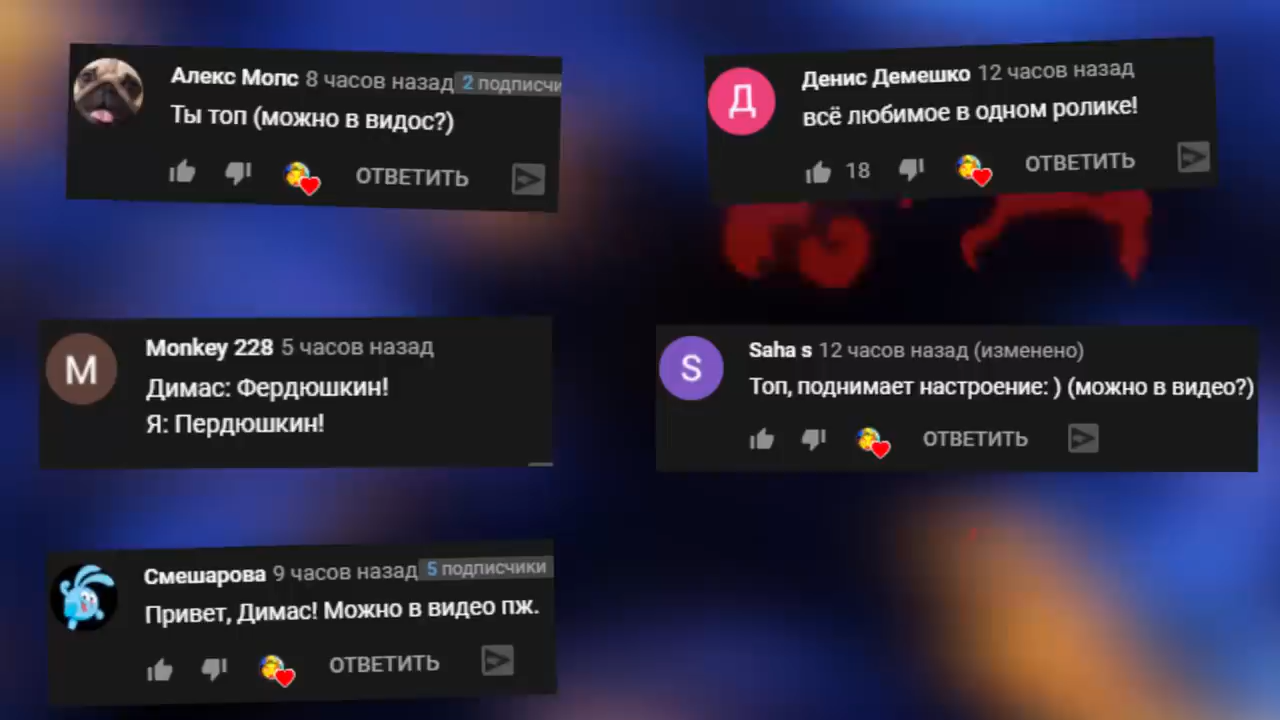 Алекс Мопс 8 часов назад 2 подписчи
Ты топ (можно в видос?)
ОТВЕТИТЬ
Д
Денис Демешко 12 часов назад
всё любимое в одном ролике!
18 ОТВЕТИТЬ
M
Monkey 228 5 часов назад
Димас: Фердюшкин!
Я: Пердюшкин!
S
Saha s 12 часов назад (изменено)
Топ, поднимает настроение: ) (можно в видео?)
ОТВЕТИТЬ
Смешарова 9 часов назад 5 подписчики
Привет, Димас! Можно в видео пж.
ОТВЕТИТЬ